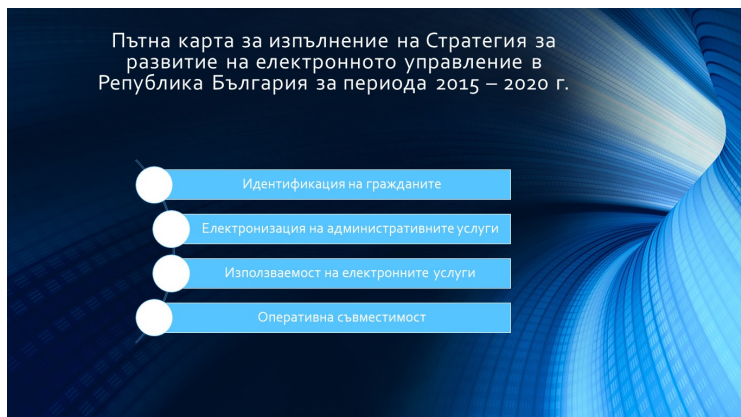 Пътна карта за изпълнение на Стратегия за
развитие на електронното управление в
Република България за периода 2015 – 2020 г.
Идентификация на гражданите
Електронизация на административните услуги
Използваемост на електронните услуги
Оперативна съвместимост